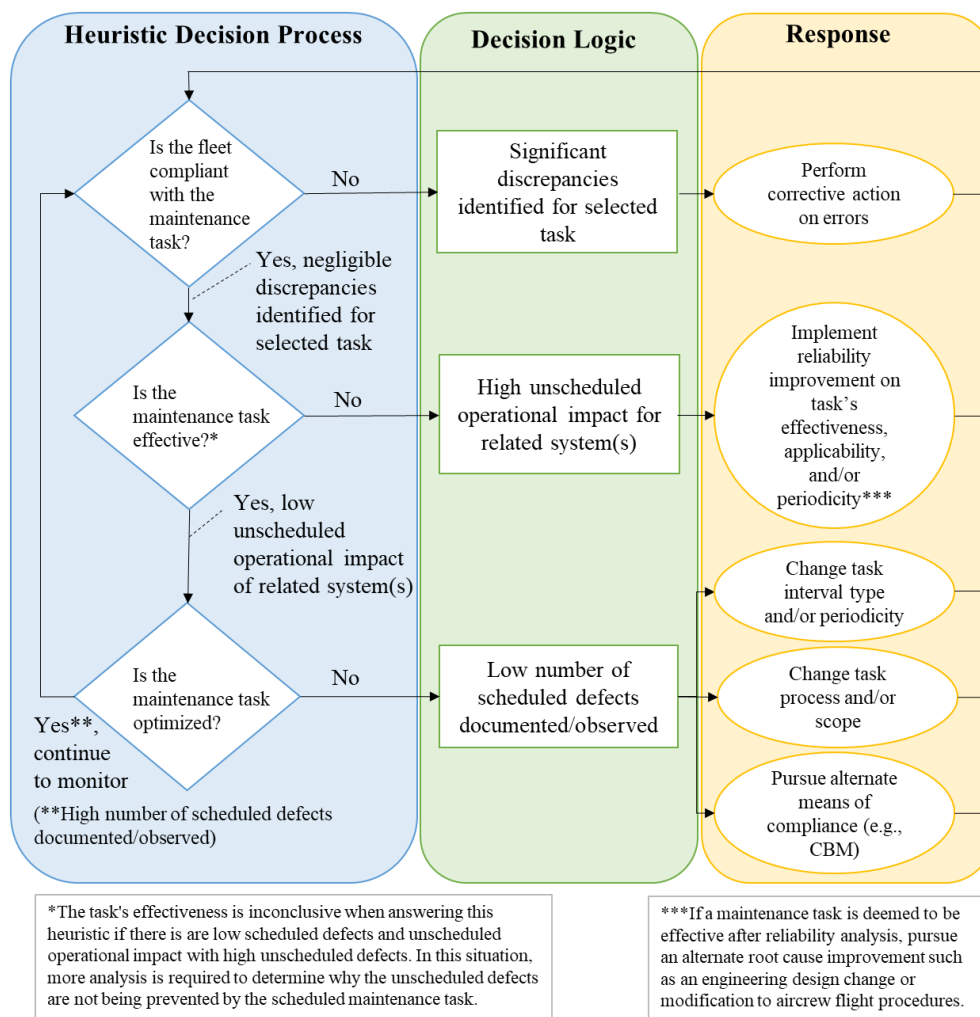 Heuristic Decision Process
Decision Logic
Response
Is the fleet
compliant
with the
maintenance
task?
No
Significant
discrepancies
identified for selected
task
Perform
corrective action
on errors
Yes, negligible
discrepancies
identified for
selected task
Is the
maintenance task
effective?*
No
High unscheduled
operational impact for
related system(s)
Implement
reliability
improvement on
task's
effectiveness,
applicability,
and/or
periodicity***
Yes, low
unscheduled
operational impact
of related system(s)
Is the
maintenance task
optimized?
No
Low number of
scheduled defects
documented/observed
Change task
interval type
and/or periodicity
Change task
process and/or
scope
Pursue alternate
means of
compliance (e.g.,
CBM)
Yes**,
continue
to monitor
(**High number of scheduled defects
documented/observed)
*The task's effectiveness is inconclusive when answering this
heuristic if there is are low scheduled defects and unscheduled
operational impact with high unscheduled defects. In this situation,
more analysis is required to determine why the unscheduled defects
are not being prevented by the scheduled maintenance task.
***If a maintenance task is deemed to be
effective after reliability analysis, pursue
an alternate root cause improvement such
as an engineering design change or
modification to aircrew flight procedures.